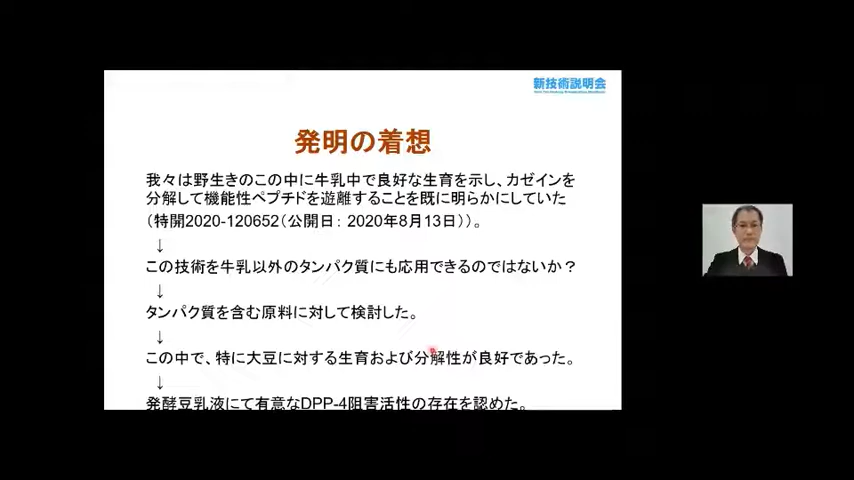 新技術説明会
発明の着想
我々は野生きのこの中に牛乳中で良好な生育を示し、カゼインを
分解して機能性ペプチドを遊離することを既に明らかにしていた
（特開2020-120652（公開日： 2020年8月13日））。
↓
この技術を牛乳以外のタンパク質にも応用できるのではないか？
↓
タンパク質を含む原料に対して検討した。
↓
この中で、特に大豆に対する生育および分解性が良好であった。
↓
発酵豆乳液にて有意なDPP-4阻害活性の存在を認めた。